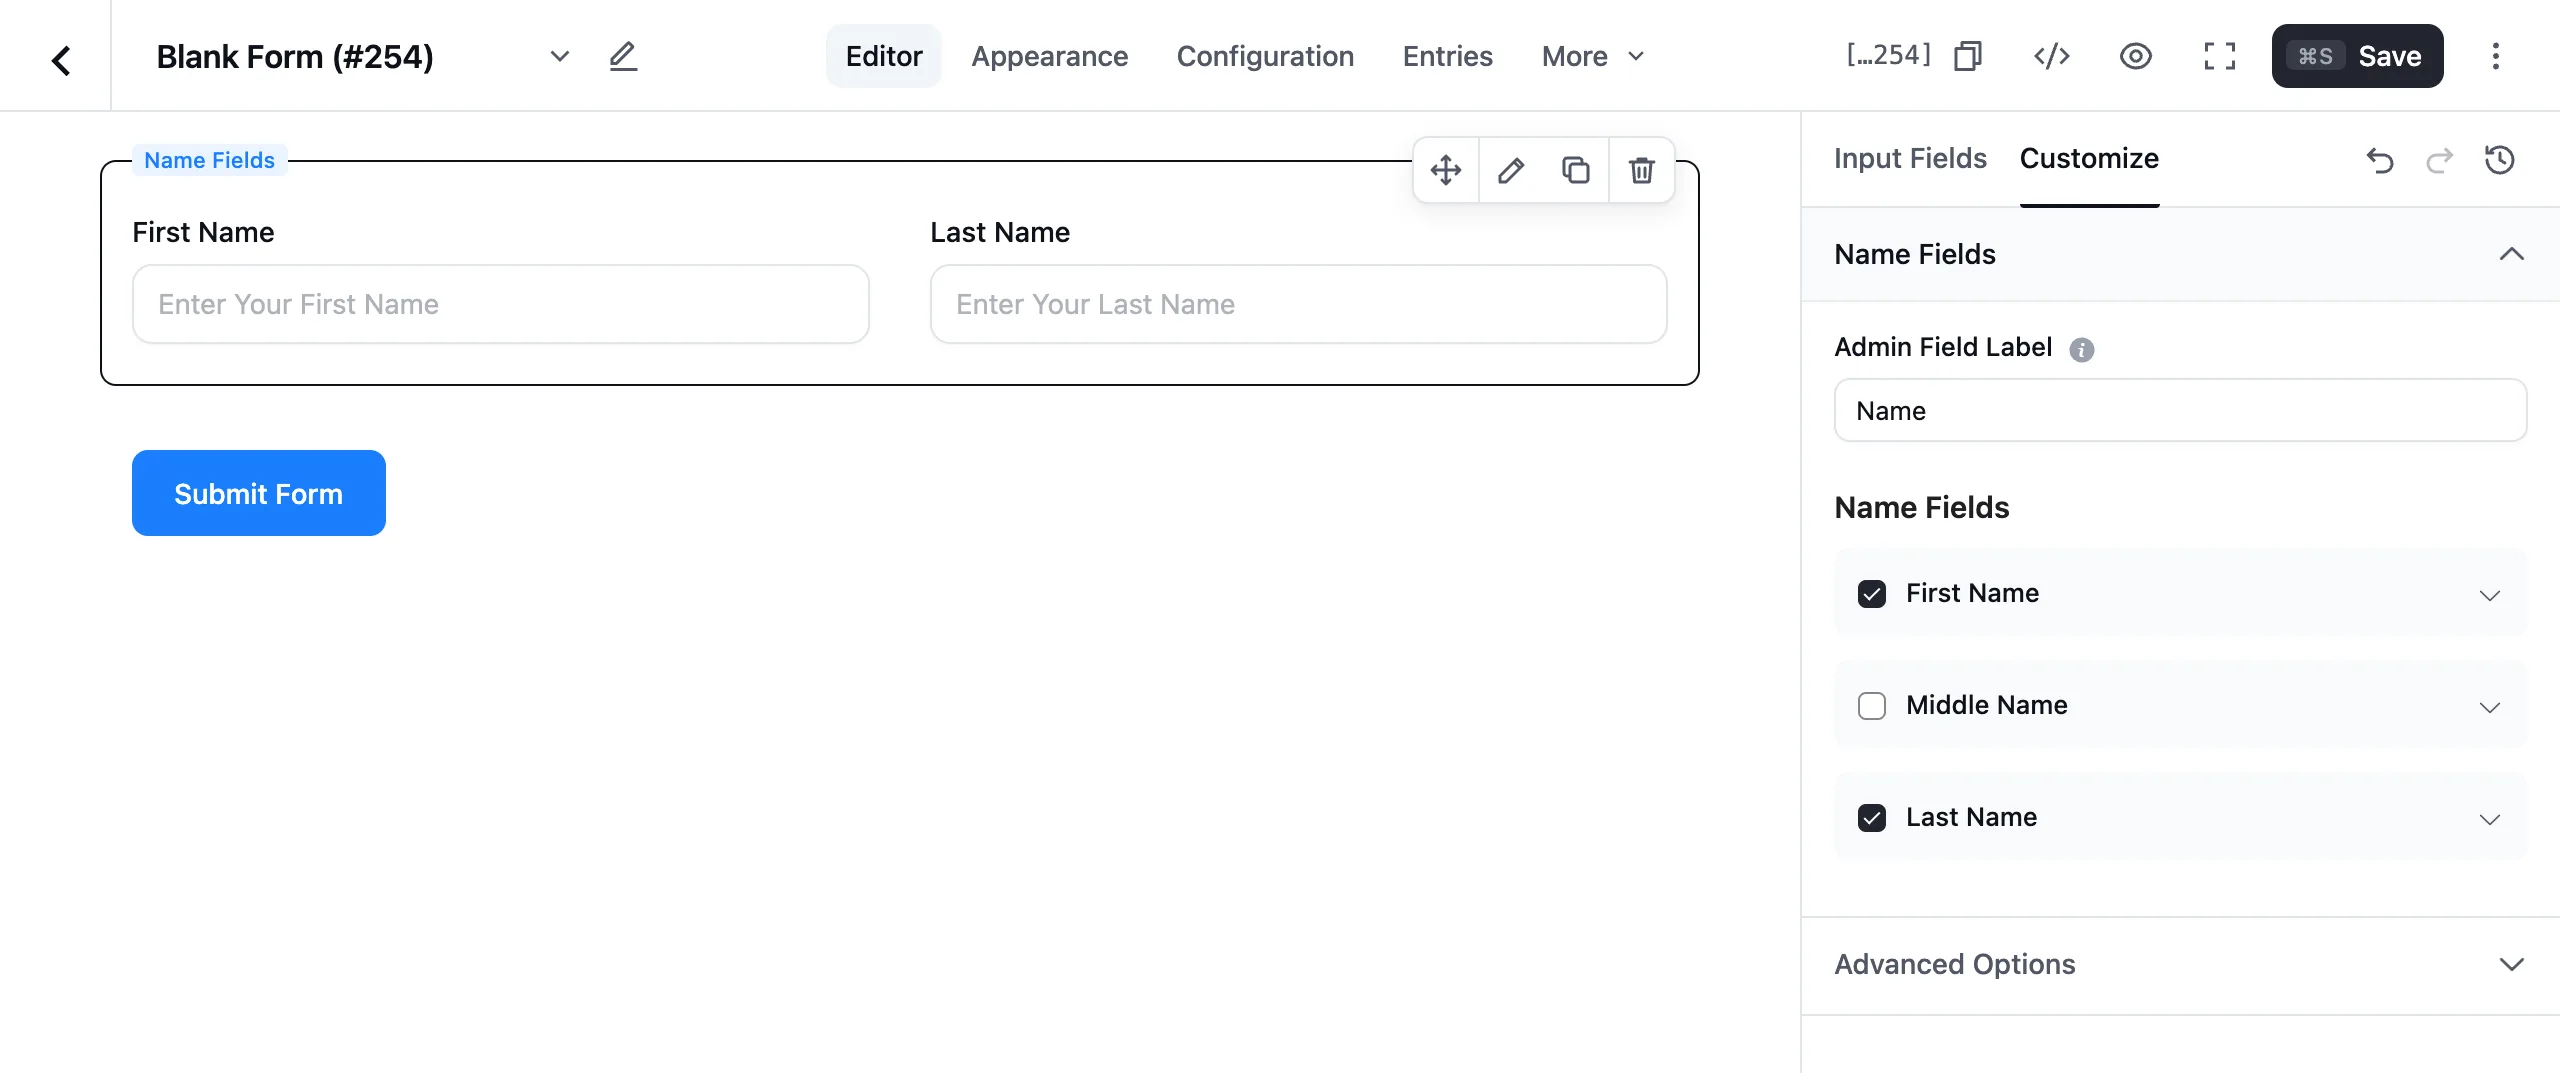 Blank Form (#254)
Editor
Appearance
Configuration
Entries
More
[…254]
⌘S Save
Name Fields
First Name
Last Name
Enter Your First Name
Enter Your Last Name
Submit Form
Input Fields
Customize
Name Fields
Admin Field Label
Name
Name Fields
First Name
Middle Name
Last Name
Advanced Options